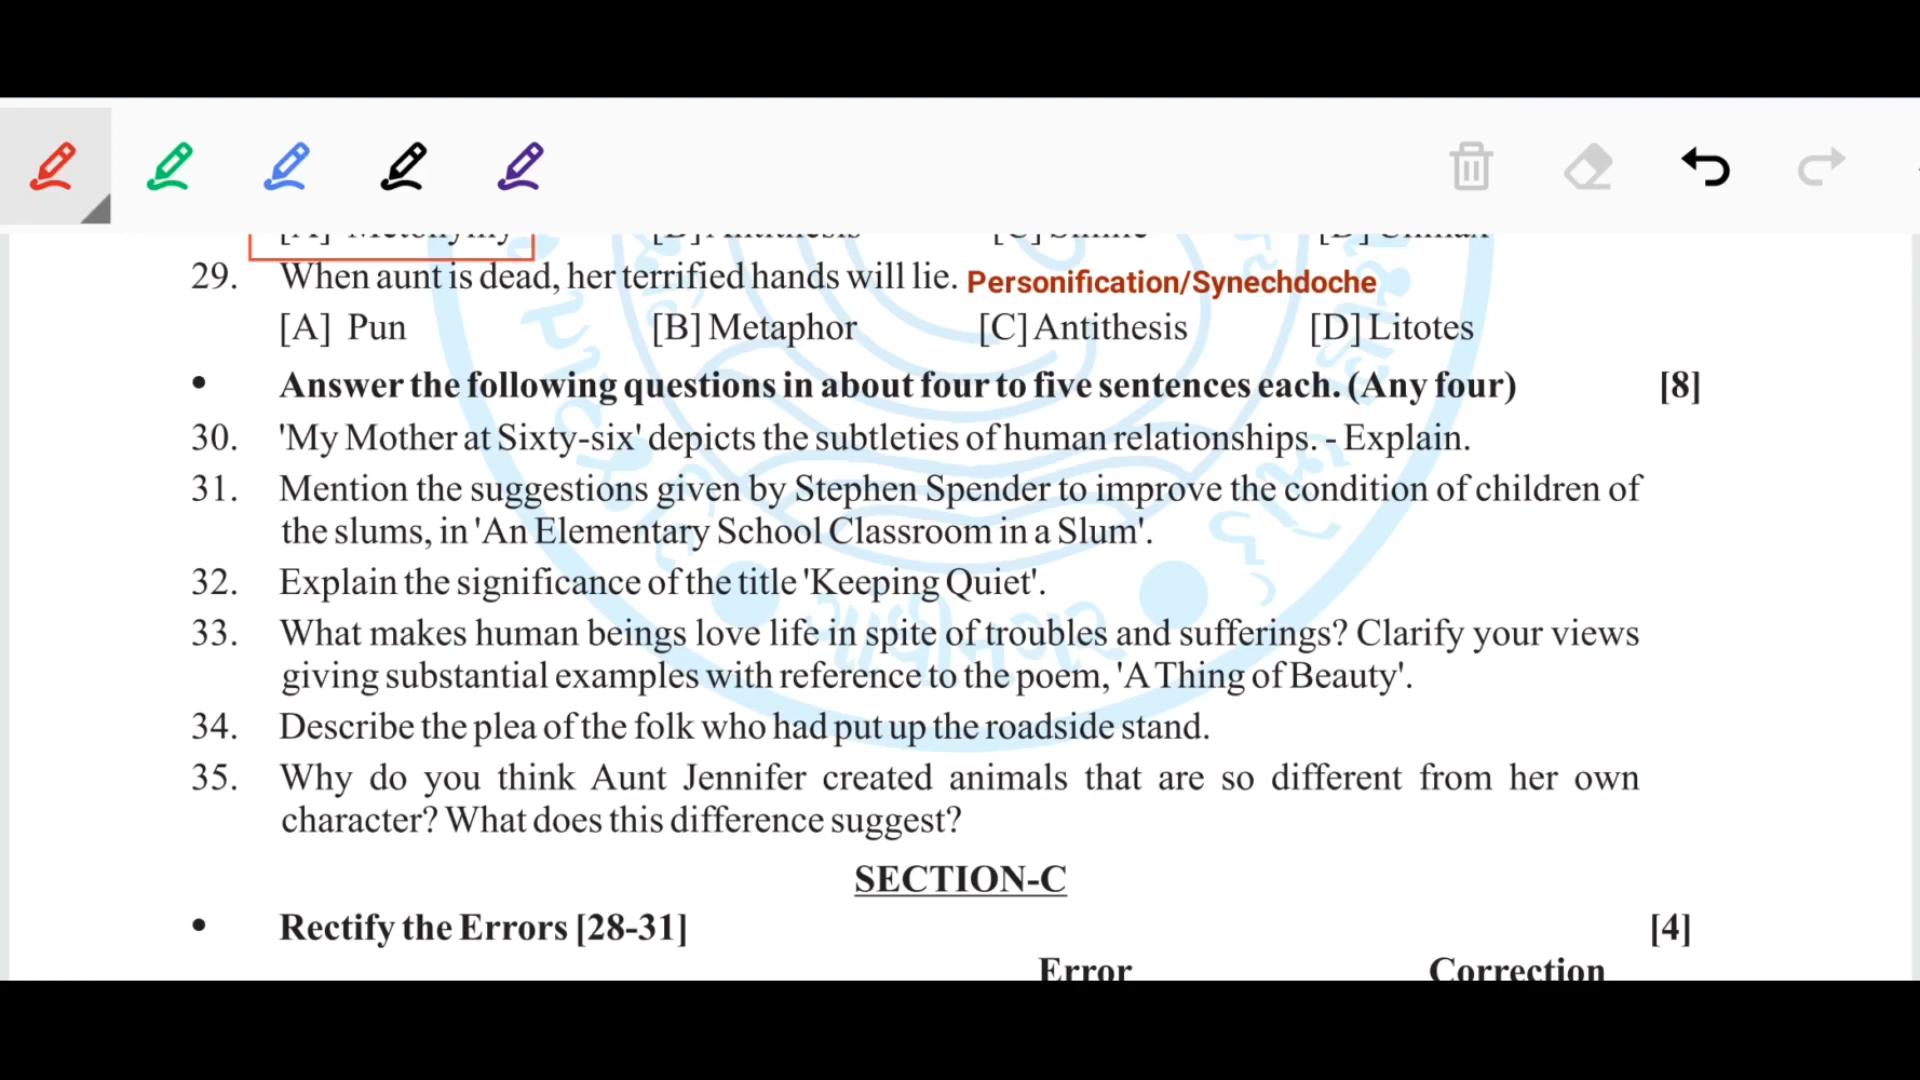 29. When aunt is dead, her terrified hands will lie. Personification/Synechdoche
[A] Pun [B] Metaphor [C] Antithesis [D] Litotes
• Answer the following questions in about four to five sentences each. (Any four) [8]
30. 'My Mother at Sixty-six' depicts the subtleties of human relationships. - Explain.
31. Mention the suggestions given by Stephen Spender to improve the condition of children of
the slums, in 'An Elementary School Classroom in a Slum'.
32. Explain the significance of the title 'Keeping Quiet'.
33. What makes human beings love life in spite of troubles and sufferings? Clarify your views
giving substantial examples with reference to the poem, 'A Thing of Beauty'.
34. Describe the plea of the folk who had put up the roadside stand.
35. Why do you think Aunt Jennifer created animals that are so different from her own
character? What does this difference suggest?
SECTION-C
• Rectify the Errors [28-31] [4]
Error Correction